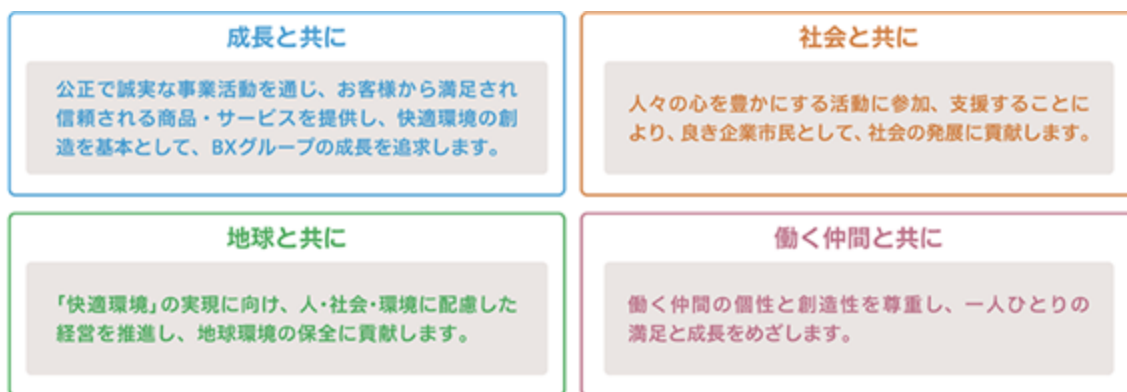 成長と共に
公正で誠実な事業活動を通じ、お客様から満足され
信頼される商品・サービスを提供し、快適環境の創
造を基本として、BXグループの成長を追求します。
社会と共に
人々の心を豊かにする活動に参加、支援することに
より、良き企業市民として、社会の発展に貢献します。
地球と共に
「快適環境」の実現に向け、人・社会・環境に配慮した
経営を推進し、地球環境の保全に貢献します。
働く仲間と共に
働く仲間の個性と創造性を尊重し、一人ひとりの
満足と成長をめざします。